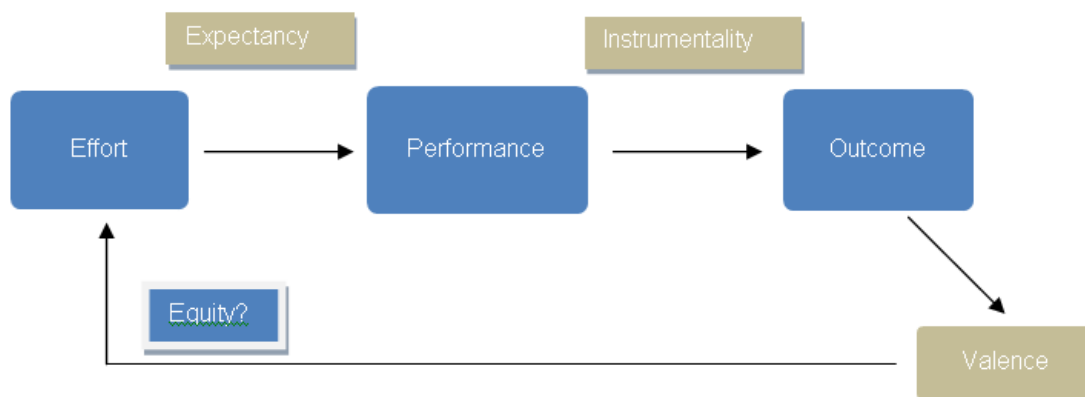 Expectancy
Instrumentality
Effort
Performance
Outcome
Equity?
Valence